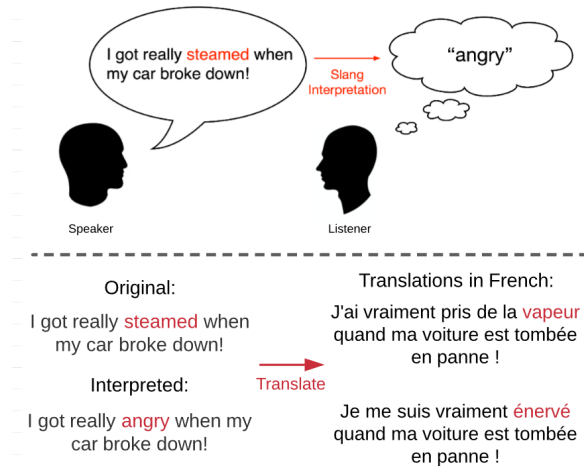 I got really steamed when
my car broke down!
Slang
Interpretation
“angry”
Speaker
Listener
Original:
I got really steamed when
my car broke down!
Interpreted:
I got really angry when my
car broke down!
Translate
Translations in French:
J'ai vraiment pris de la vapeur
quand ma voiture est tombée
en panne !
Je me suis vraiment énervé
quand ma voiture est tombée
en panne !